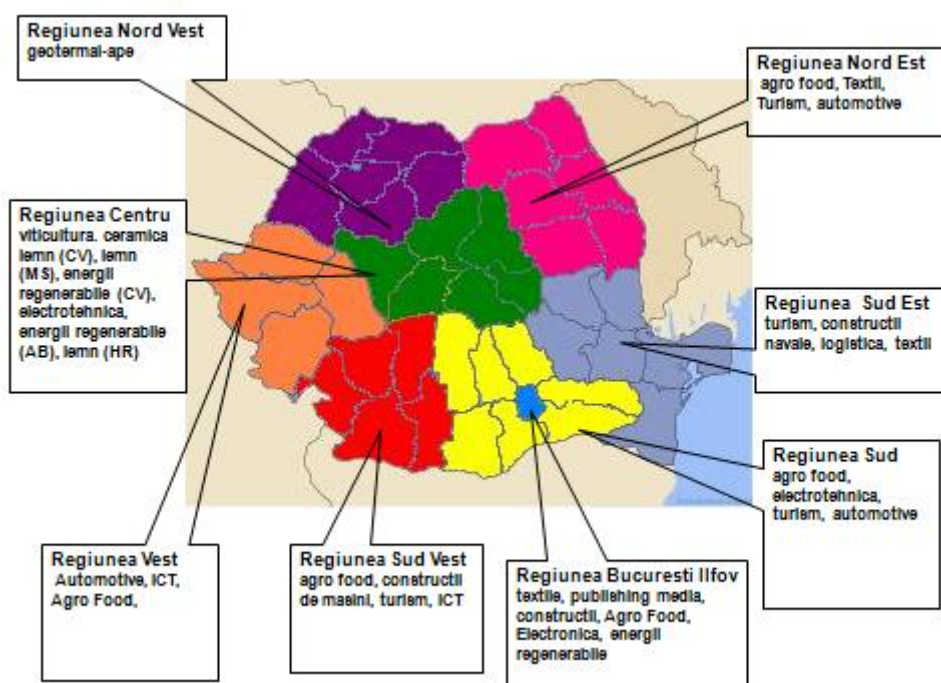 Regiunea Nord Vest
geotermal-ape
Regiunea Nord Est
agro food, Textil,
Turism, automotive
Regiunea Centru
viticultura. ceramica
lemn (CV), lemn
(MS), energii
regenerabile (CV),
electrotehnica,
energii regenerabile
(AB), lemn (HR)
Regiunea Sud Est
turism, constructii
navale, logistica, textil
Regiunea Sud
agro food,
electrotehnica,
turism, automotive
Regiunea Vest
Automotive, ICT,
Agro Food,
Regiunea Sud Vest
agro food, constructii
de masini, turism, ICT
Regiunea Bucuresti Ilfov
textile, publishing media,
constructii, Agro Food,
Electronica, energii
regenerabile